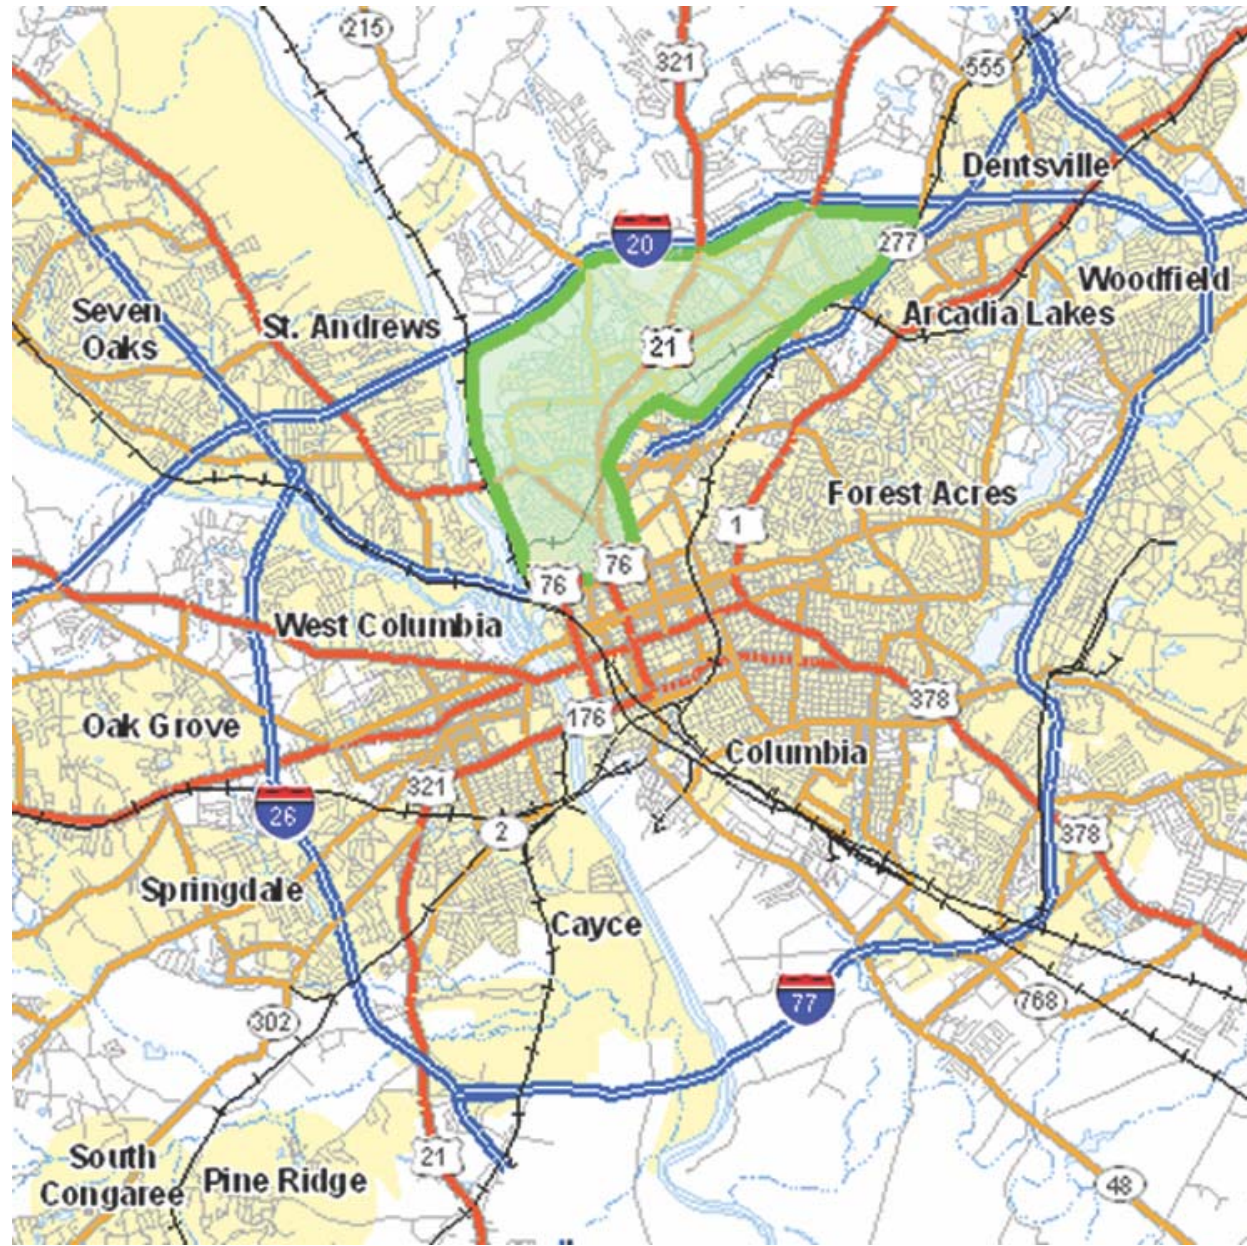 215
321
555
Dentsville
20
277
Woodfield
Seven
Oaks
St. Andrews
Arcadia Lakes
21
Forest Acres
1
76
76
West Columbia
378
176
Oak Grove
Columbia
321
26
2
378
Springdale
Cayce
77
768
302
South
Congaree
Pine Ridge
21
48